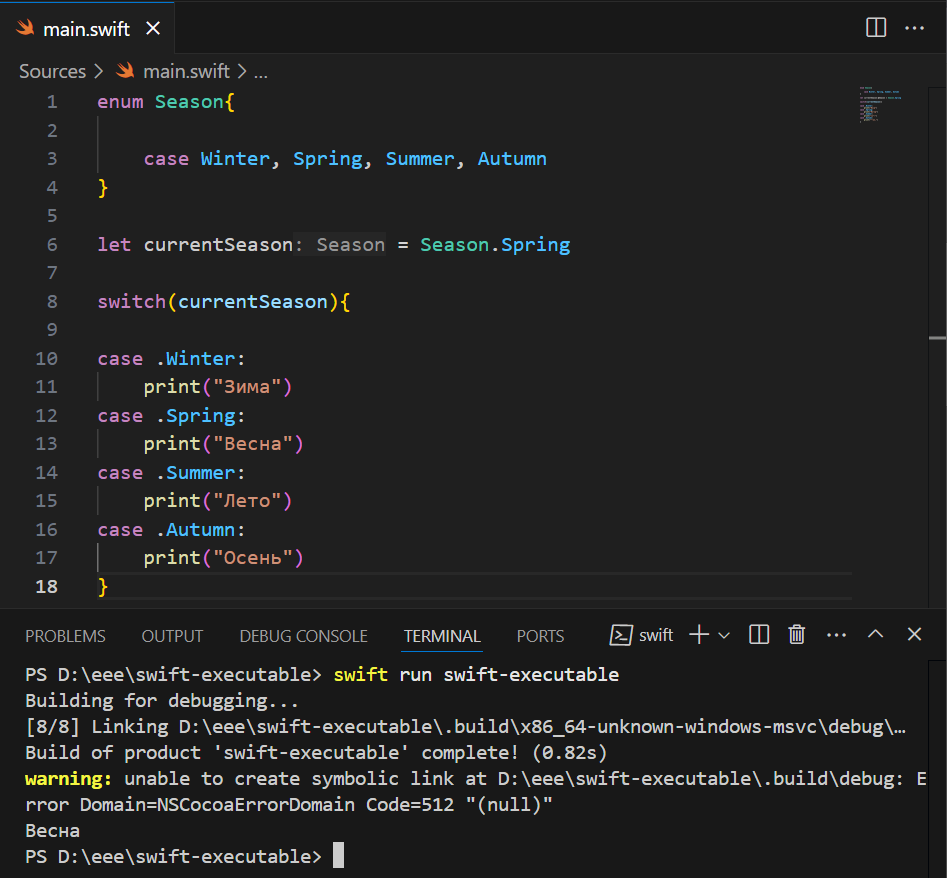 main.swift
Sources > main.swift > ...
1 enum Season{
2
3     case Winter, Spring, Summer, Autumn
4 }
5
6 let currentSeason: Season = Season.Spring
7
8 switch(currentSeason){
9
10 case .Winter:
11     print("Зима")
12 case .Spring:
13     print("Весна")
14 case .Summer:
15     print("Лето")
16 case .Autumn:
17     print("Осень")
18 }
PROBLEMS OUTPUT DEBUG CONSOLE TERMINAL PORTS swift
PS D:\eee\swift-executable> swift run swift-executable
Building for debugging...
[8/8] Linking D:\eee\swift-executable\.build\x86_64-unknown-windows-msvc\debug\…
Build of product 'swift-executable' complete! (0.82s)
warning: unable to create symbolic link at D:\eee\swift-executable\.build\debug: E
rror Domain=NSCocoaErrorDomain Code=512 "(null)"
Весна
PS D:\eee\swift-executable>